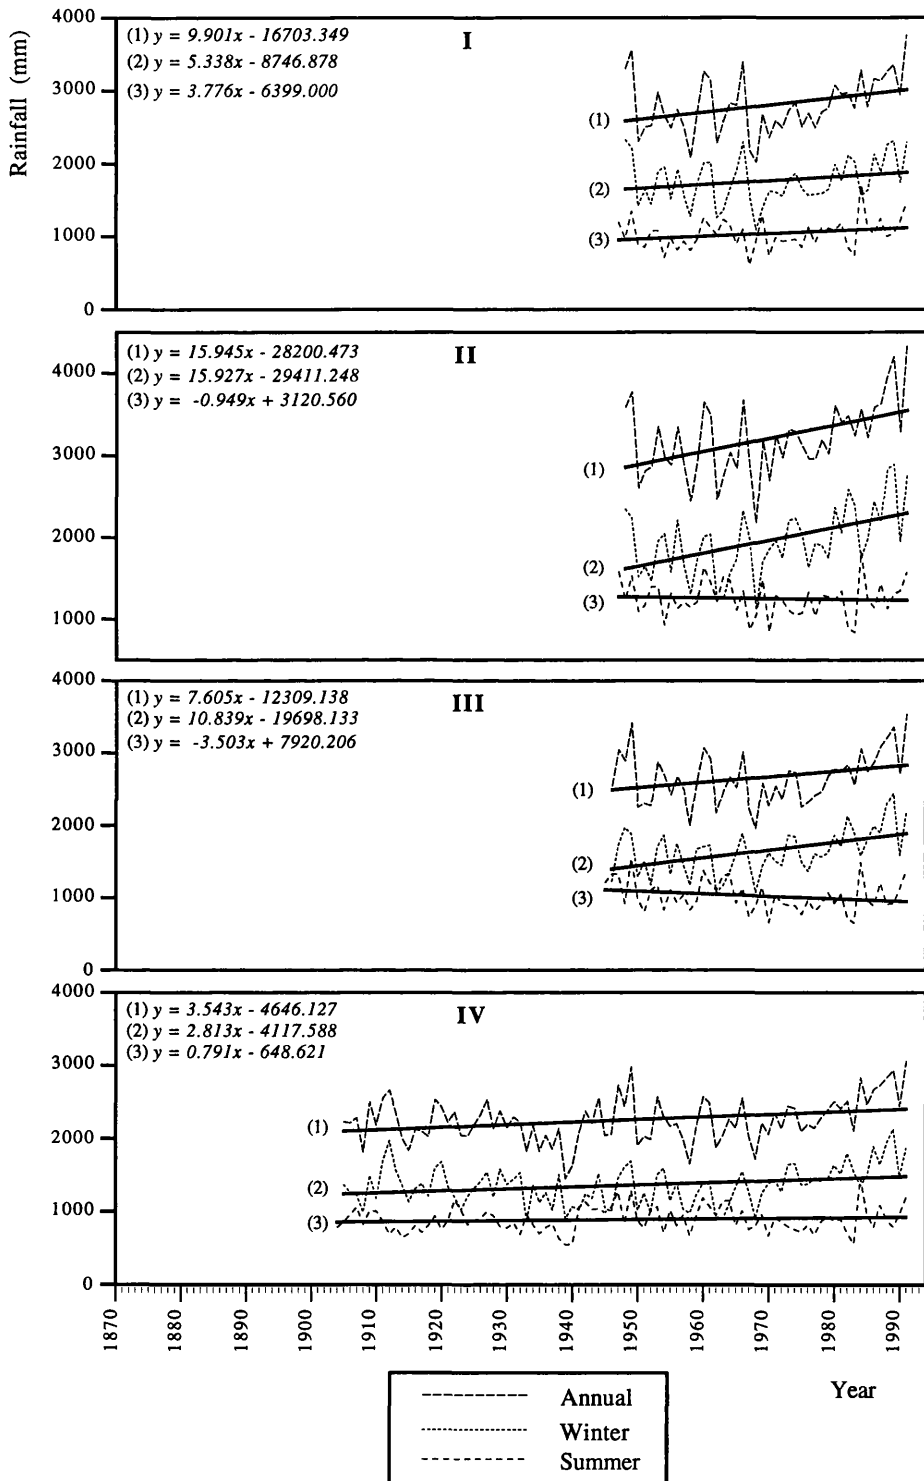 Rainfall (mm)
4000
3000
2000
1000
0
(1) y = 9.901x - 16703.349
(2) y = 5.338x - 8746.878
(3) y = 3.776x - 6399.000
I
(1)
(2)
(3)
4000
3000
2000
1000
(1) y = 15.945x - 28200.473
(2) y = 15.927x - 29411.248
(3) y = -0.949x + 3120.560
II
(1)
(2)
(3)
4000
3000
2000
1000
0
(1) y = 7.605x - 12309.138
(2) y = 10.839x - 19698.133
(3) y = -3.503x + 7920.206
III
(1)
(2)
(3)
4000
3000
2000
1000
0
(1) y = 3.543x - 4646.127
(2) y = 2.813x - 4117.588
(3) y = 0.791x - 648.621
IV
(1)
(2)
(3)
1870 1880 1890 1900 1910 1920 1930 1940 1950 1960 1970 1980 1990
Year
Annual
Winter
Summer